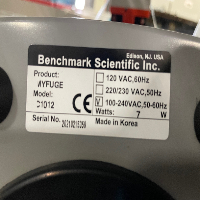 Edison, NJ. USA
Benchmark Scientific Inc.
Product: 120 VAC,60Hz
MYFUGE 220/230 VAC,50Hz
Model: 100-240VAC,50-60Hz
C1012 CE Watts 7 W
Serial No. Made in Korea